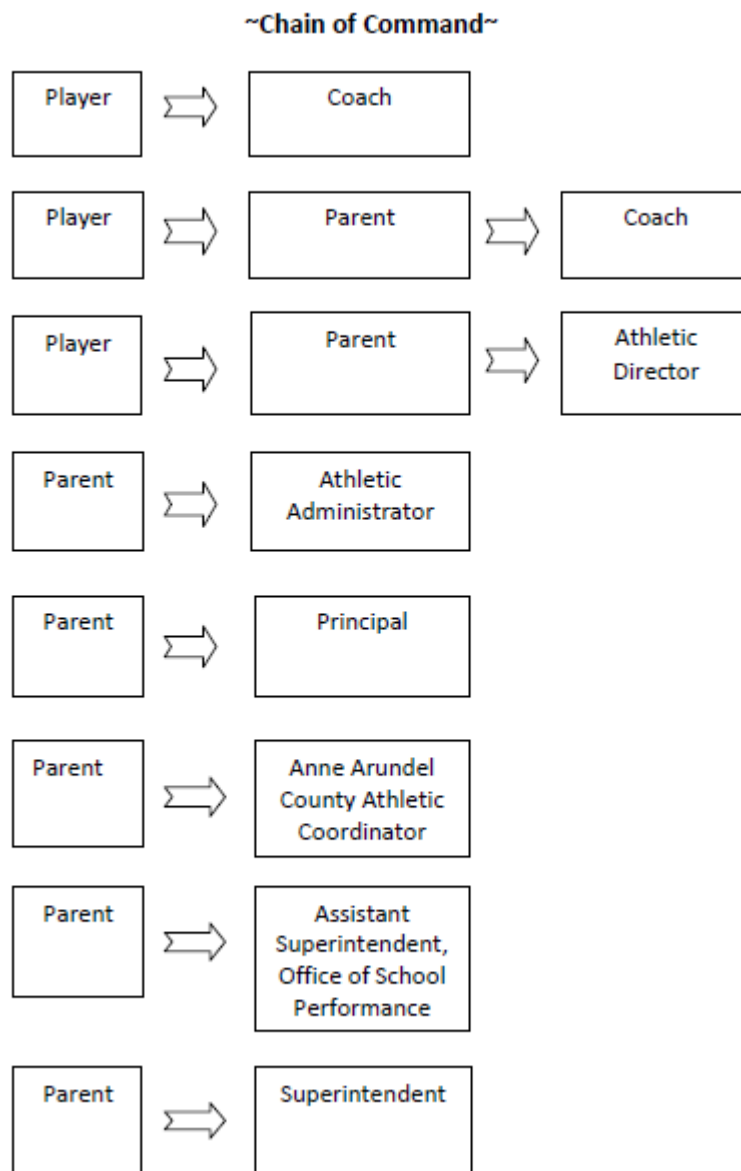 ~Chain of Command~
Player
Coach
Player
Parent
Coach
Player
Parent
Athletic
Director
Parent
Athletic
Administrator
Parent
Principal
Parent
Anne Arundel
County Athletic
Coordinator
Parent
Assistant
Superintendent,
Office of School
Performance
Parent
Superintendent